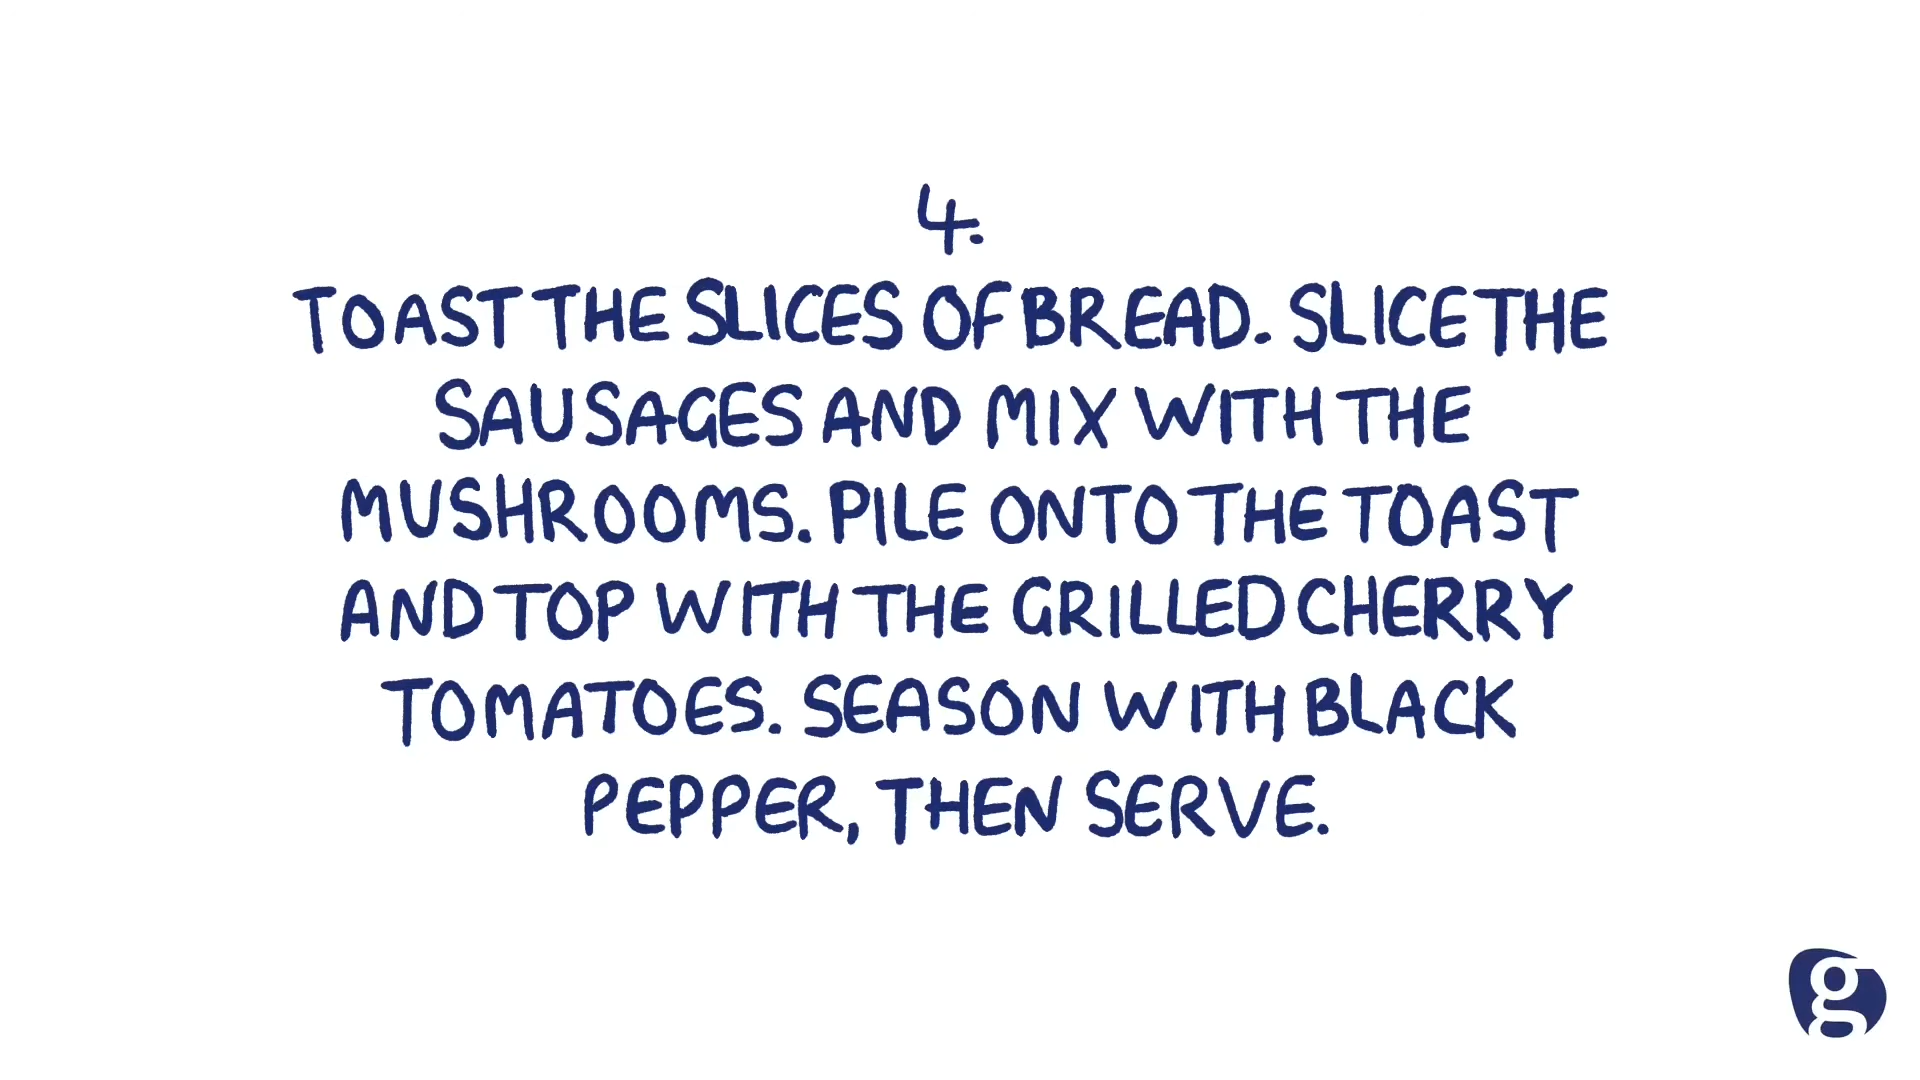 4.
TOAST THE SLICES OF BREAD. SLICE THE
SAUSAGES AND MIX WITH THE
MUSHROOMS. PILE ONTO THE TOAST
AND TOP WITH THE GRILLED CHERRY
TOMATOES. SEASON WITH BLACK
PEPPER, THEN SERVE.
g